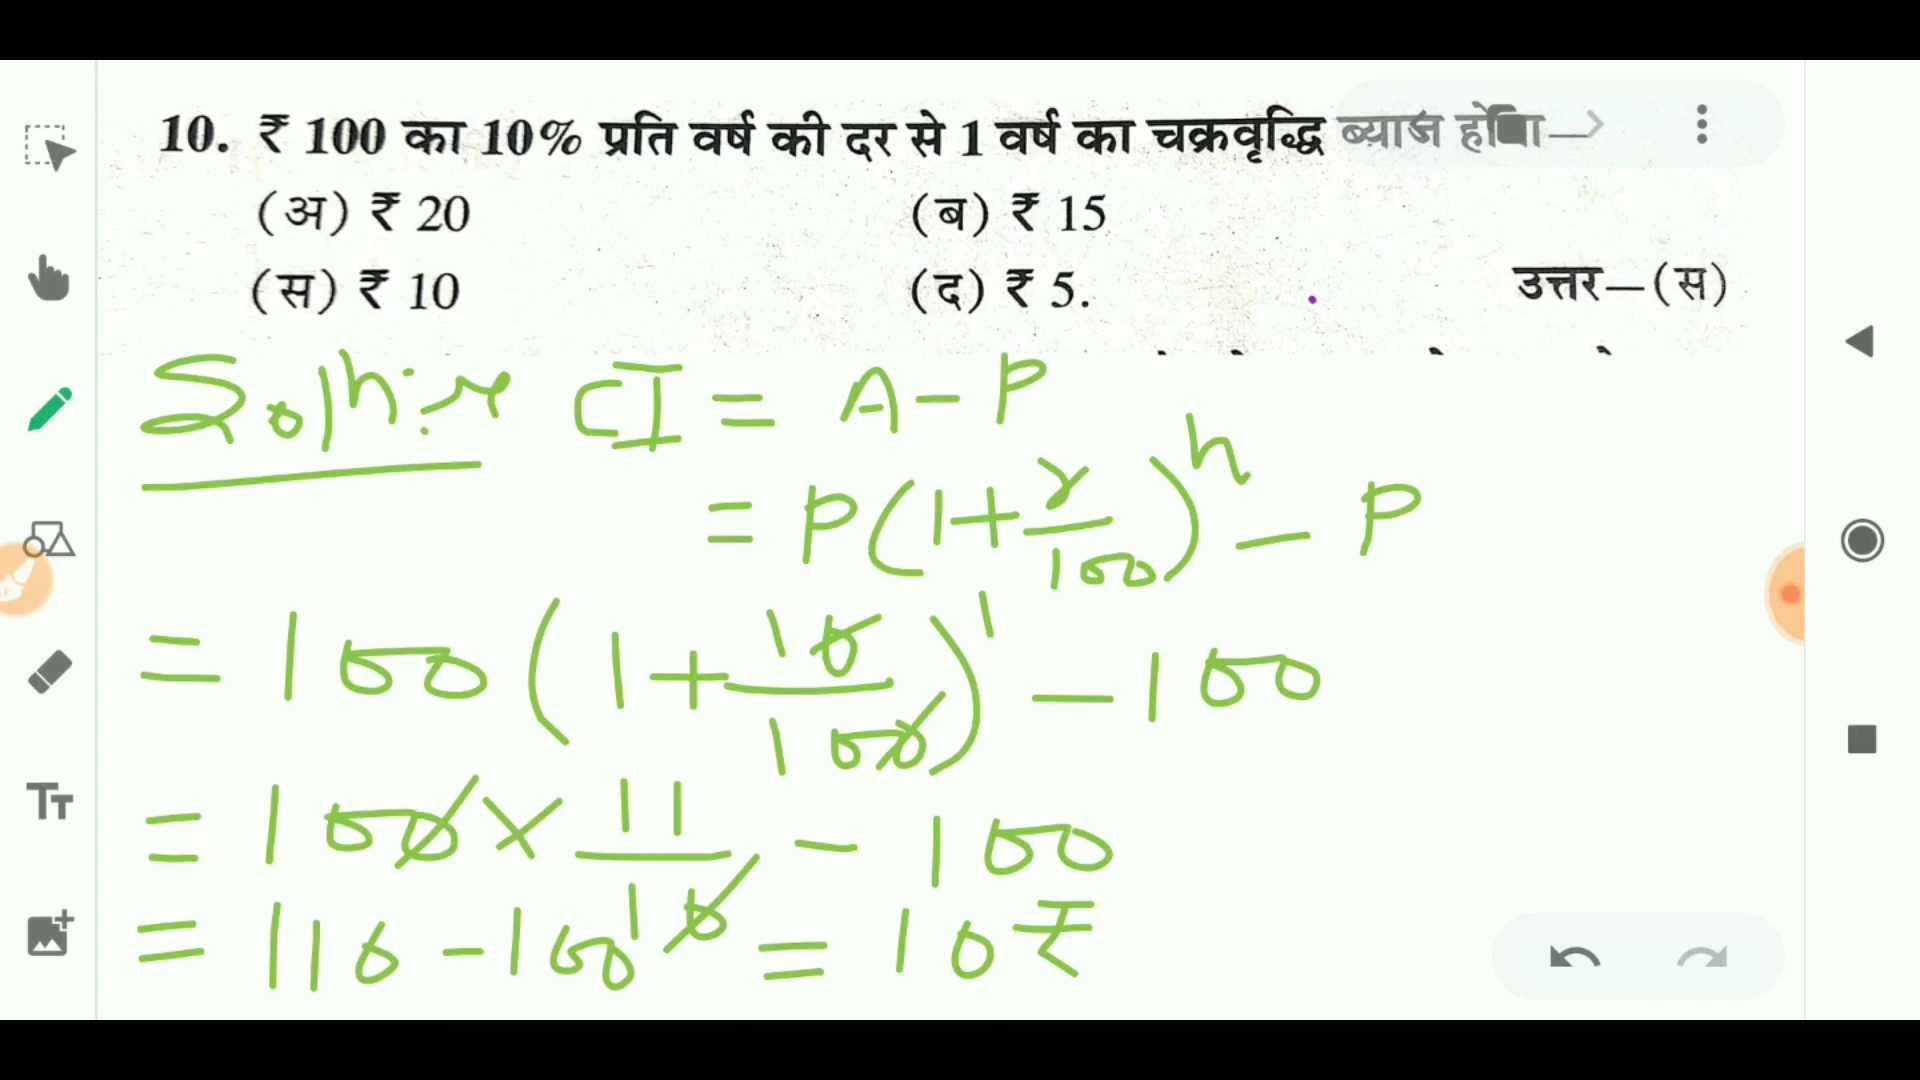 10. ₹ 100 का 10% प्रति वर्ष की दर से 1 वर्ष का चक्रवृद्धि ब्याज होगा—
(अ) ₹ 20 (ब) ₹ 15
(स) ₹ 10 (द) ₹ 5. उत्तर—(स)
CI = A - P
= P(1+r/100)^n - P
= 100(1+10/100)^1 - 100
= 100 × 11/10 - 100
= 110 - 100 = 10 ₹
Tt